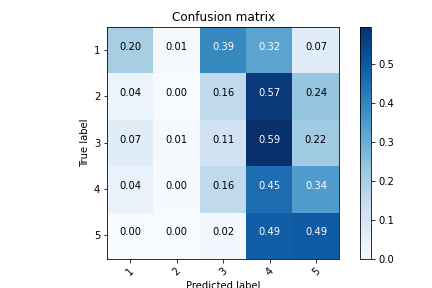 Confusion matrix
1 0.20 0.01 0.39 0.32 0.07
2 0.04 0.00 0.16 0.57 0.24
3 0.07 0.01 0.11 0.59 0.22
4 0.04 0.00 0.16 0.45 0.34
5 0.00 0.00 0.02 0.49 0.49
1 2 3 4 5
True label
Predicted label
0.5
0.4
0.3
0.2
0.1
0.0